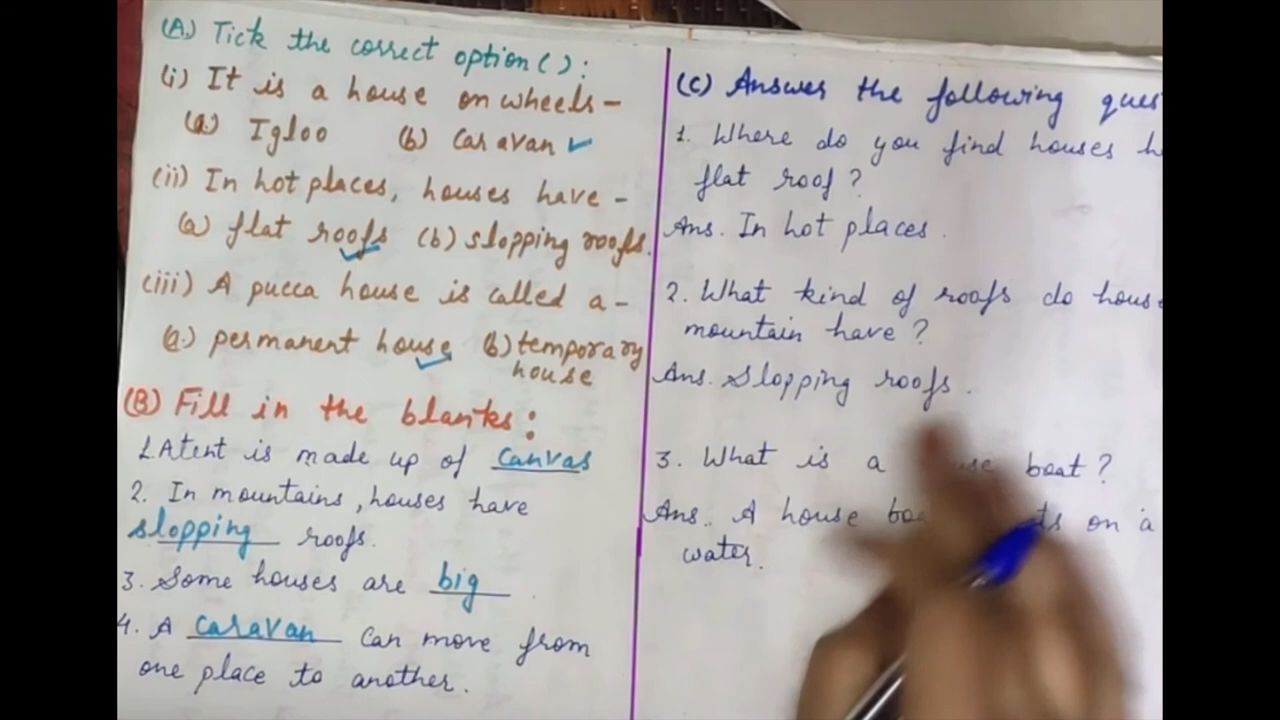 (A) Tick the correct option ( ) :
(i) It is a house on wheels –
(a) Igloo (b) caravan ✓
(ii) In hot places, houses have –
(a) flat roofs ✓ (b) slopping roofs.
(iii) A pucca house is called a –
(a) permanent house ✓ (b) temporary
house
(B) Fill in the blanks :
1. A tent is made up of canvas
2. In mountains, houses have
slopping roofs.
3. Some houses are big
4. A caravan can move from
one place to another.
(C) Answer the following
1. Where do you find houses
flat roof ?
Ans. In hot places.
2. What kind of roofs do
mountain have ?
Ans. Slopping roofs.
3. What is a boat ?
Ans. A house on a
water.